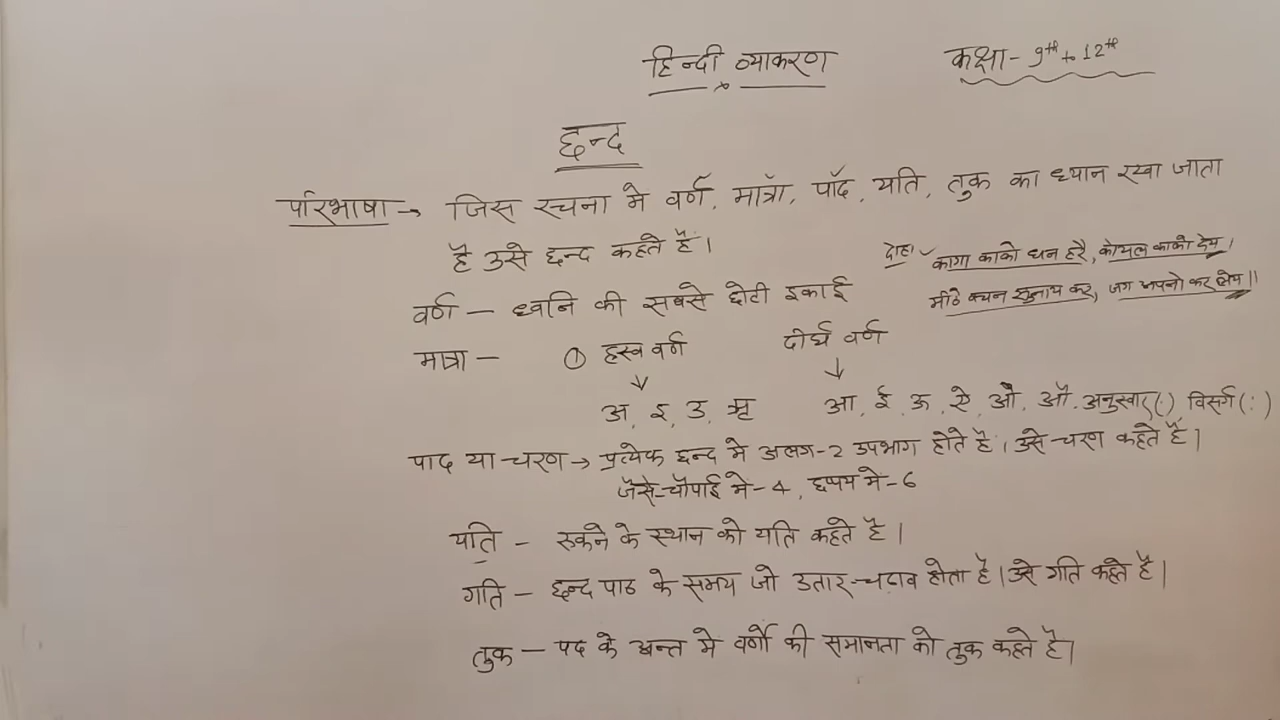 हिन्दी व्याकरण
कक्षा- 9th to 12th
छन्द
परिभाषा → जिस रचना मे वर्ण, मात्रा, पाद, यति, तुक का ध्यान रखा जाता
है उसे छन्द कहते है।
दोहा - कागा काको धन हरै, कोयल काको देय।
मीठे वचन सुनाय कर, जग अपनो कर लेय॥
वर्ण — ध्वनि की सबसे छोटी इकाई
मात्रा — ① ह्रस्व वर्ण दीर्घ वर्ण
अ, इ, उ, ऋ आ, ई, ऊ, ऐ, ओ, औ, अनुस्वार(·) विसर्ग(:)
पाद या चरण → प्रत्येक छन्द मे अलग-2 उपभाग होते है। उसे चरण कहते है।
जैसे-चौपाई मे-4, छप्पय मे-6
यति - रुकने के स्थान को यति कहते है।
गति - छन्द पाठ के समय जो उतार-चढाव होता है। उसे गति कहते है।
तुक - पद के अन्त मे वर्णो की समानता को तुक कहते है।